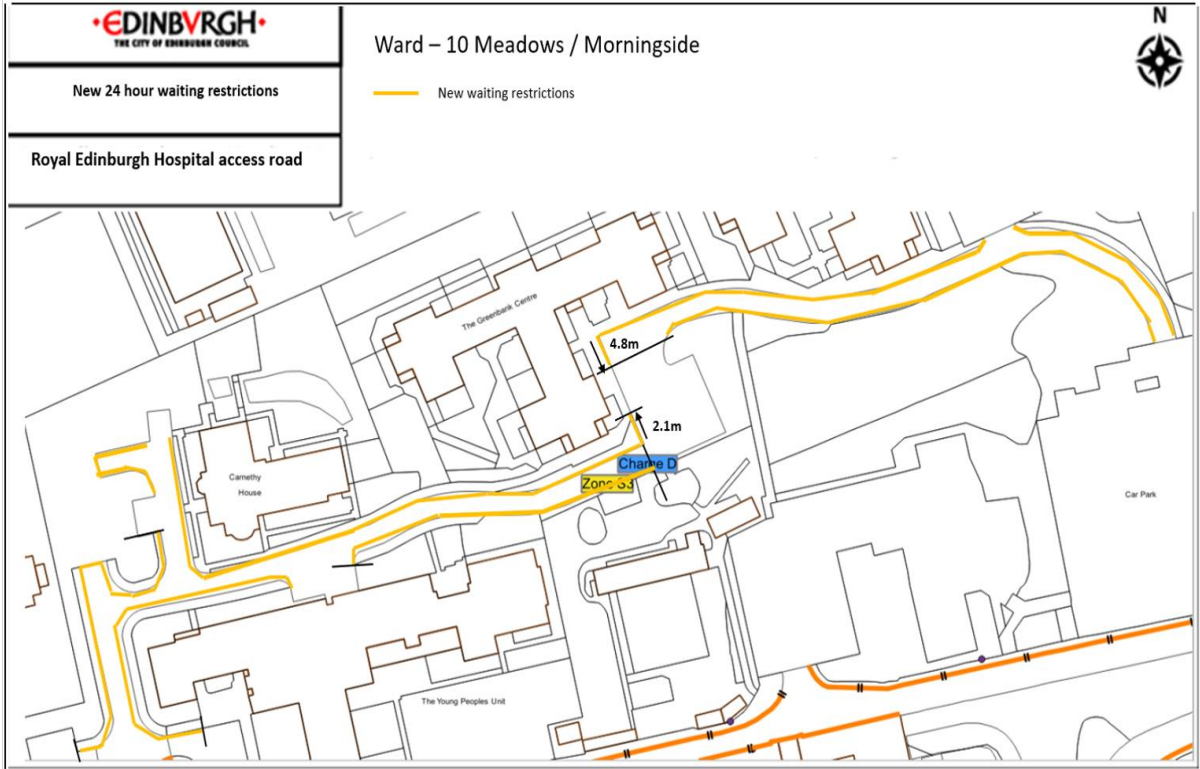 EDINBVRGH
THE CITY OF EDINBURGH COUNCIL
New 24 hour waiting restrictions
Royal Edinburgh Hospital access road
Ward – 10 Meadows / Morningside
New waiting restrictions
N
The Greenbank Centre
4.8m
2.1m
Zone S3
Carnethy
House
Car Park
The Young Peoples Unit